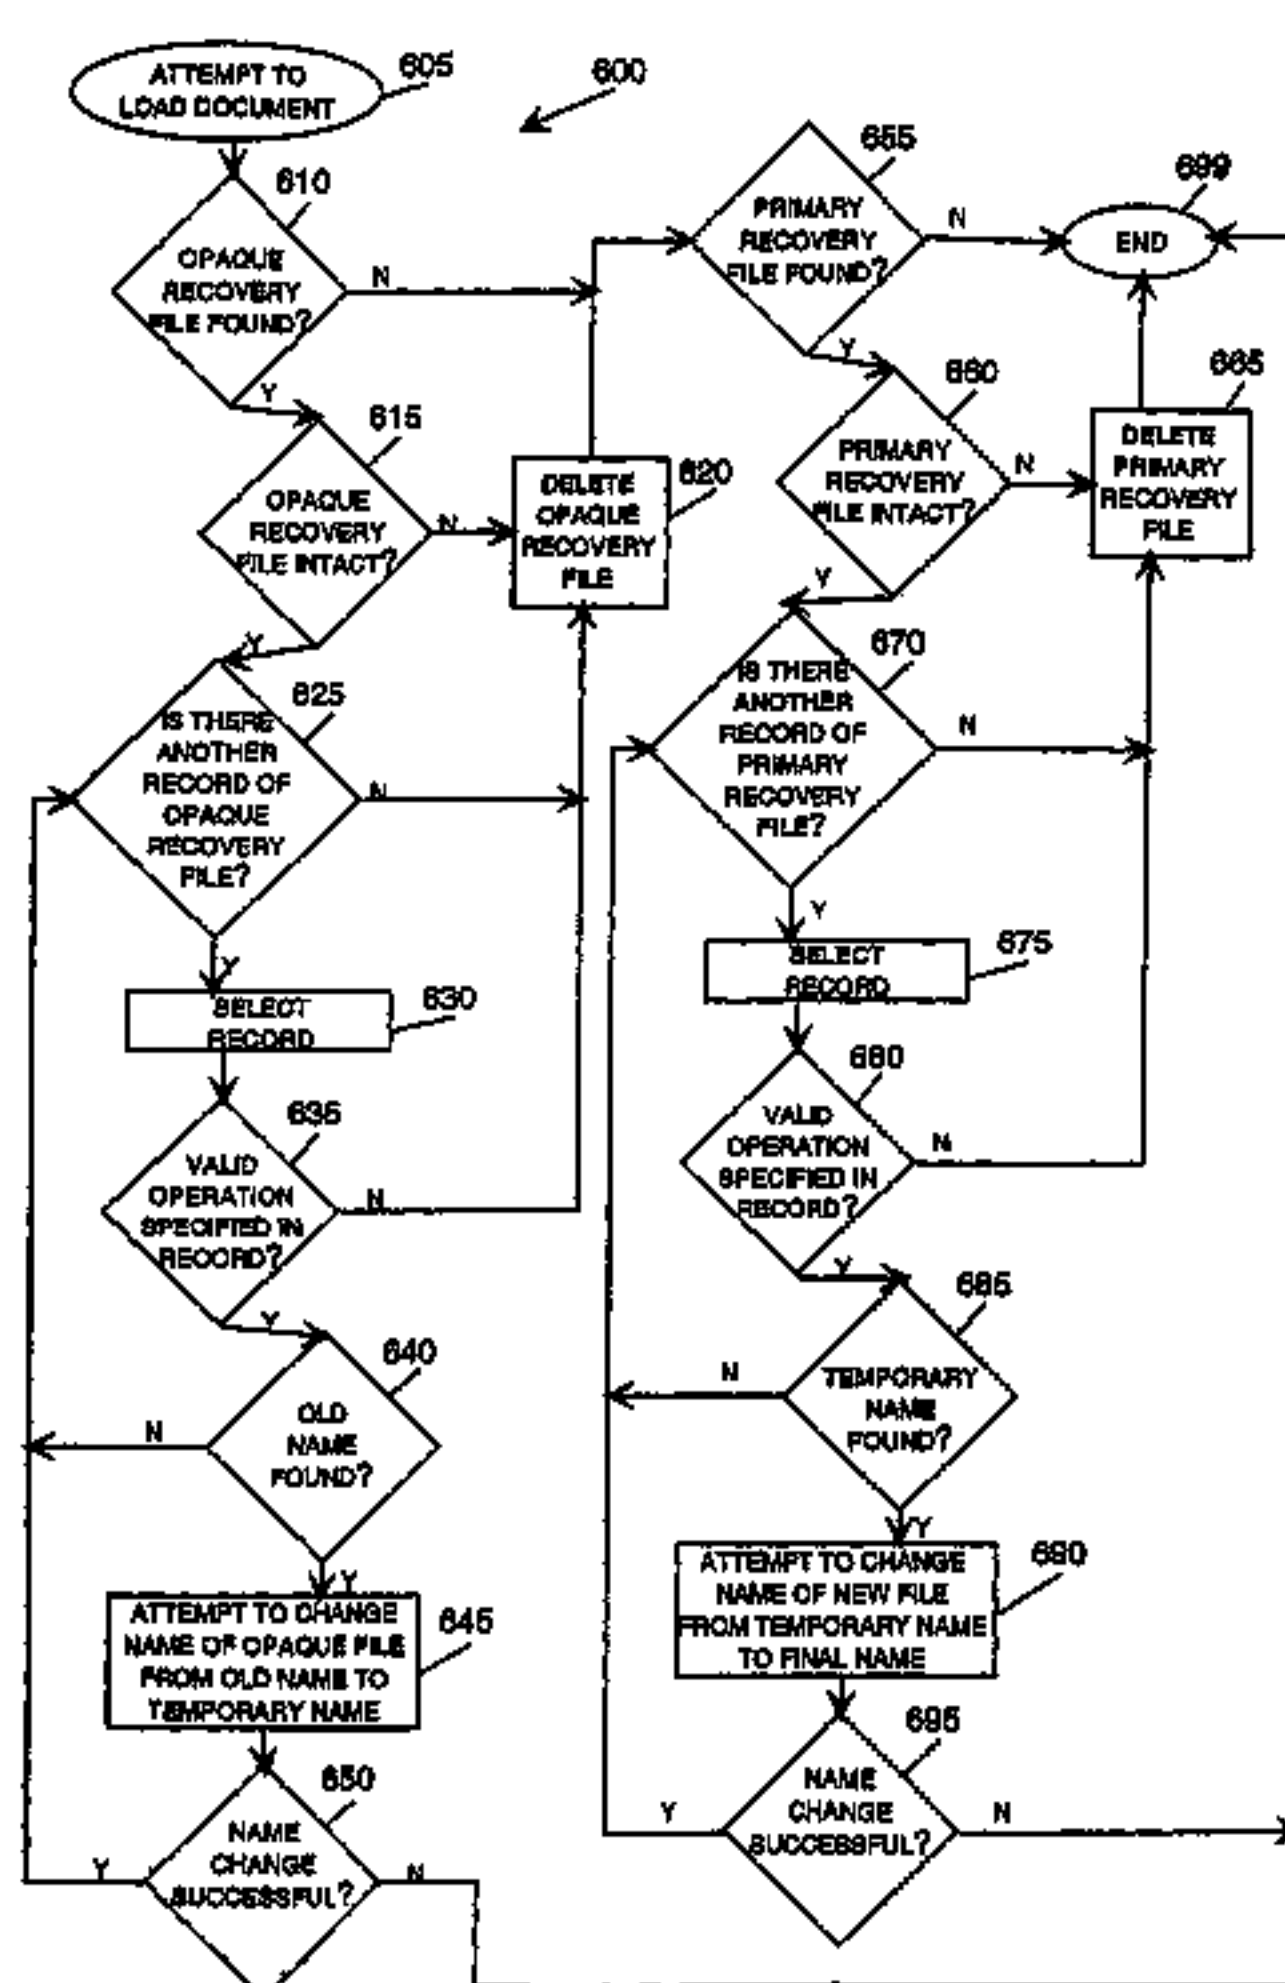 ATTEMPT TO
LOAD DOCUMENT
605
600
610
OPAQUE
RECOVERY
FILE FOUND?
N
Y
615
OPAQUE
RECOVERY
FILE INTACT?
N
Y
620
DELETE
OPAQUE
RECOVERY
FILE
625
IS THERE
ANOTHER
RECORD OF
OPAQUE
RECOVERY
FILE?
N
Y
630
SELECT
RECORD
635
VALID
OPERATION
SPECIFIED IN
RECORD?
N
Y
640
OLD
NAME
FOUND?
N
Y
645
ATTEMPT TO CHANGE
NAME OF OPAQUE FILE
FROM OLD NAME TO
TEMPORARY NAME
650
NAME
CHANGE
SUCCESSFUL?
Y
N
655
PRIMARY
RECOVERY
FILE FOUND?
N
Y
699
END
660
PRIMARY
RECOVERY
FILE INTACT?
N
Y
665
DELETE
PRIMARY
RECOVERY
FILE
670
IS THERE
ANOTHER
RECORD OF
PRIMARY
RECOVERY
FILE?
N
Y
675
SELECT
RECORD
680
VALID
OPERATION
SPECIFIED IN
RECORD?
N
Y
685
TEMPORARY
NAME
FOUND?
N
Y
690
ATTEMPT TO CHANGE
NAME OF NEW FILE
FROM TEMPORARY NAME
TO FINAL NAME
695
NAME
CHANGE
SUCCESSFUL?
Y
N